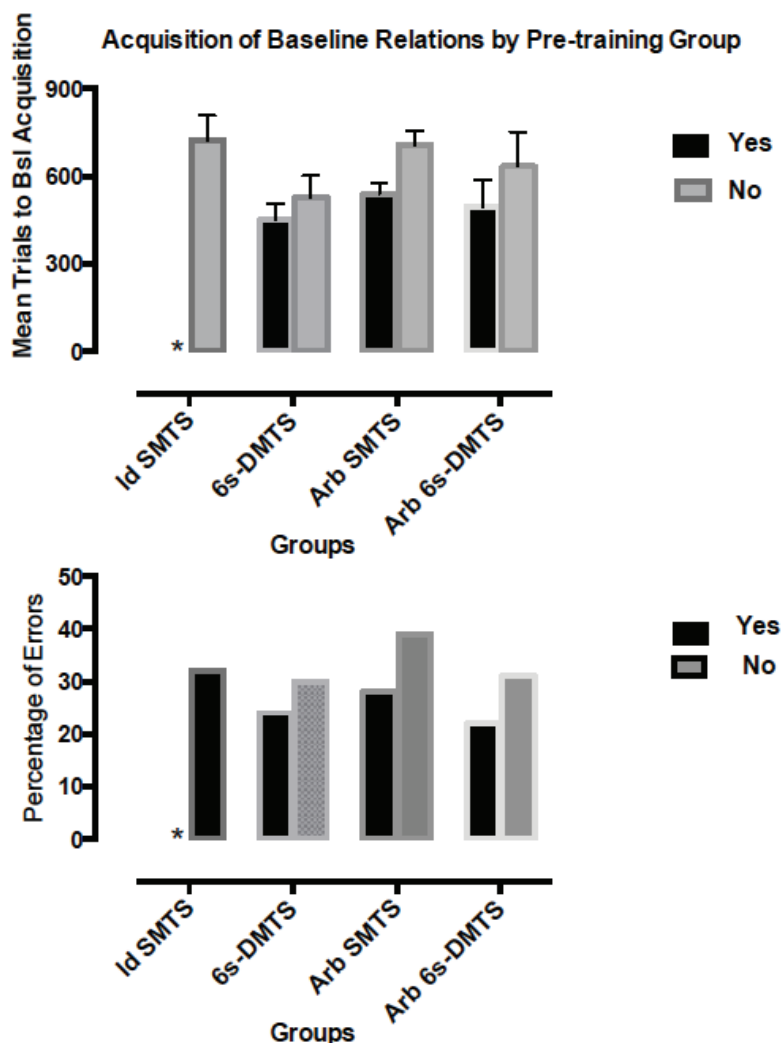 Acquisition of Baseline Relations by Pre-training Group
Mean Trials to Bsl Acquisition
900
600
300
0
*
Yes
No
Id SMTS
6s-DMTS
Arb SMTS
Arb 6s-DMTS
Groups
Percentage of Errors
50
40
30
20
10
0
*
Yes
No
Id SMTS
6s-DMTS
Arb SMTS
Arb 6s-DMTS
Groups